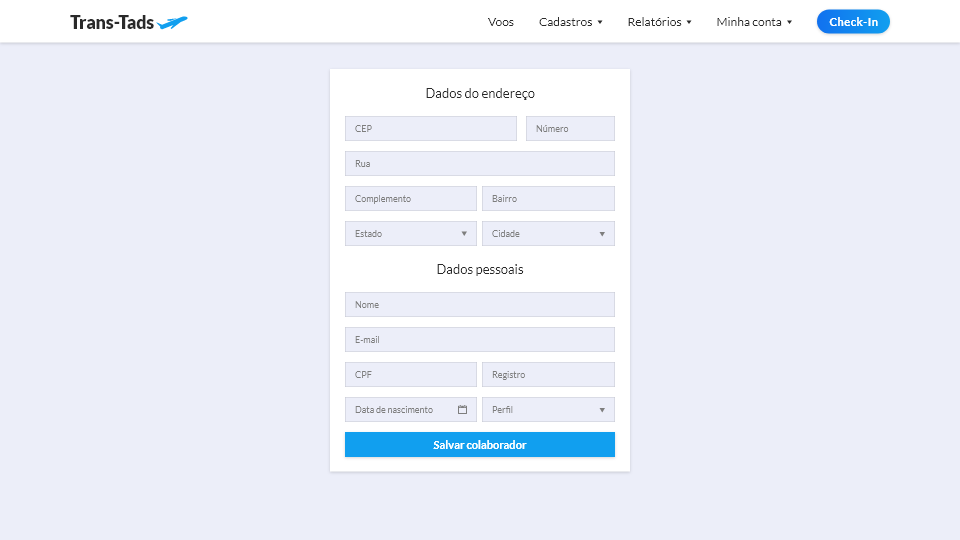 Trans-Tads
Voos Cadastros Relatórios Minha conta Check-In
Dados do endereço
CEP Número
Rua
Complemento Bairro
Estado Cidade
Dados pessoais
Nome
E-mail
CPF Registro
Data de nascimento Perfil
Salvar colaborador